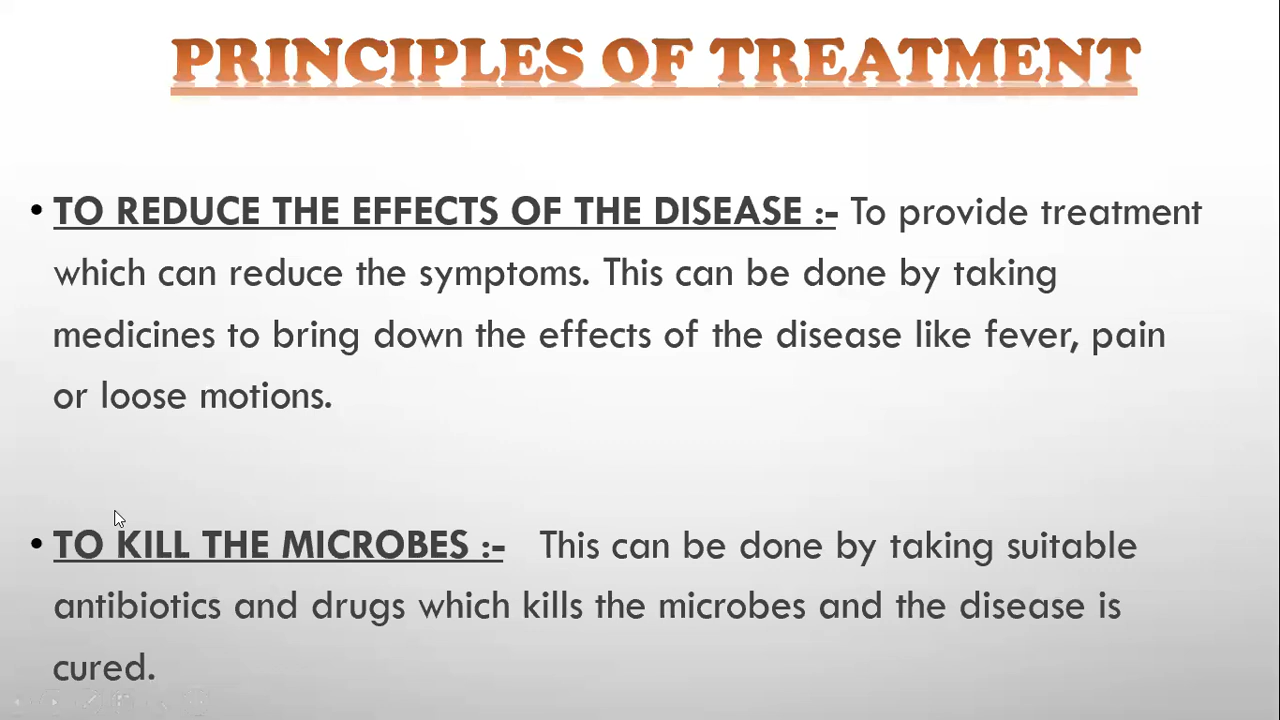 PRINCIPLES OF TREATMENT
• TO REDUCE THE EFFECTS OF THE DISEASE :- To provide treatment
which can reduce the symptoms. This can be done by taking
medicines to bring down the effects of the disease like fever, pain
or loose motions.
• TO KILL THE MICROBES :- This can be done by taking suitable
antibiotics and drugs which kills the microbes and the disease is
cured.